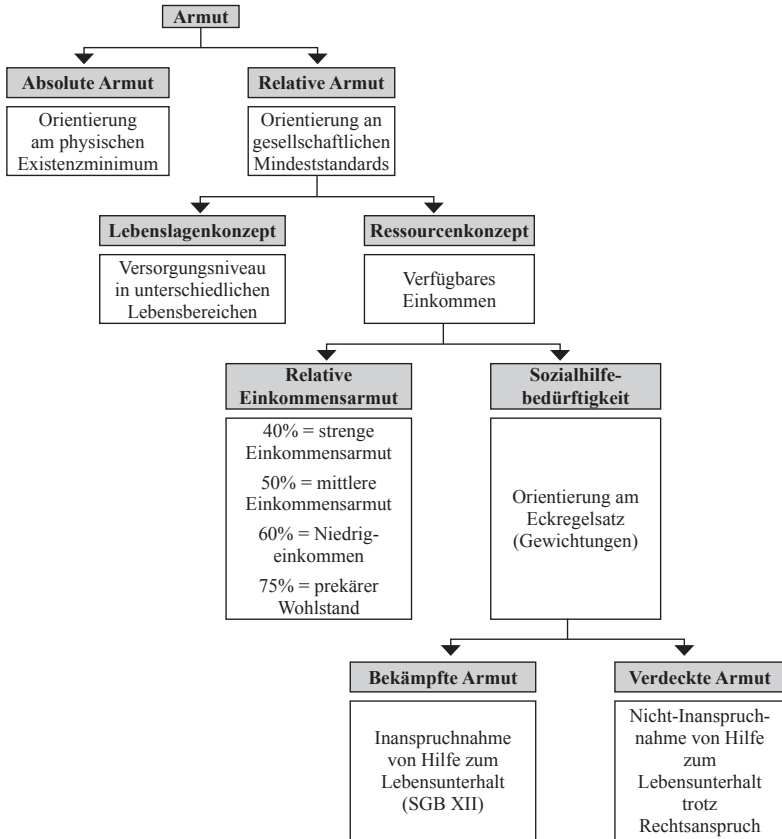 Armut
Absolute Armut
Orientierung
am physischen
Existenzminimum
Relative Armut
Orientierung an
gesellschaftlichen
Mindeststandards
Lebenslagenkonzept
Versorgungsniveau
in unterschiedlichen
Lebensbereichen
Ressourcenkonzept
Verfügbares
Einkommen
Relative
Einkommensarmut
40% = strenge
Einkommensarmut
50% = mittlere
Einkommensarmut
60% = Niedrig-
einkommen
75% = prekärer
Wohlstand
Sozialhilfe-
bedürftigkeit
Orientierung am
Eckregelsatz
(Gewichtungen)
Bekämpfte Armut
Inanspruchnahme
von Hilfe zum
Lebensunterhalt
(SGB XII)
Verdeckte Armut
Nicht-Inanspruch-
nahme von Hilfe
zum
Lebensunterhalt
trotz
Rechtsanspruch